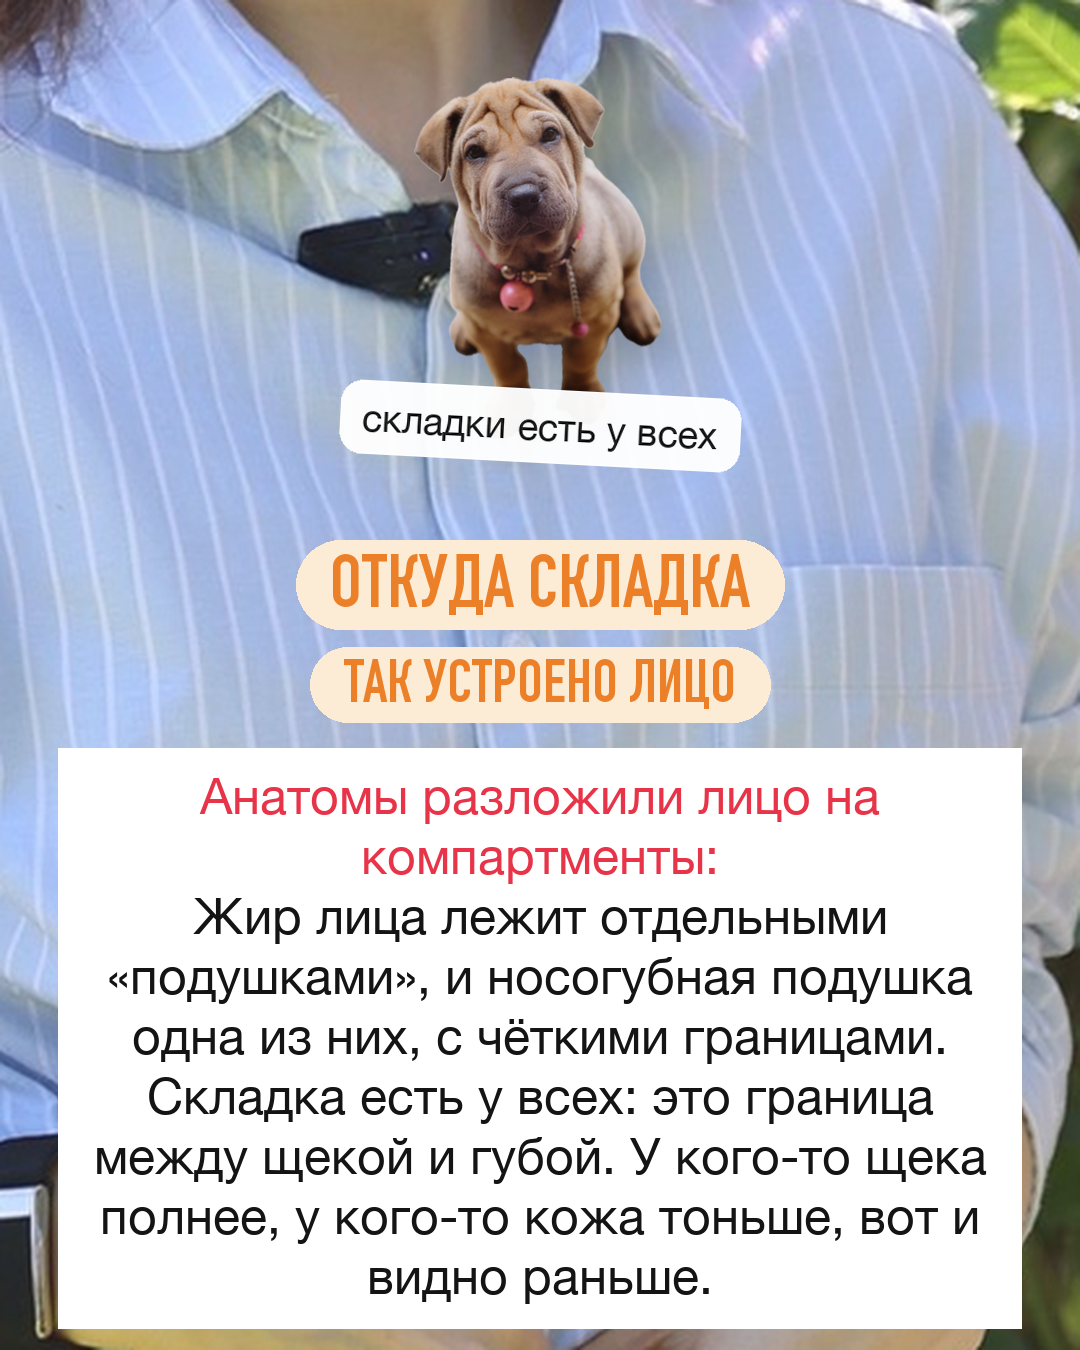 складки есть у всех
ОТКУДА СКЛАДКА
ТАК УСТРОЕНО ЛИЦО
Анатомы разложили лицо на
компартменты:
Жир лица лежит отдельными
«подушками», и носогубная подушка
одна из них, с чёткими границами.
Складка есть у всех: это граница
между щекой и губой. У кого-то щека
полнее, у кого-то кожа тоньше, вот и
видно раньше.